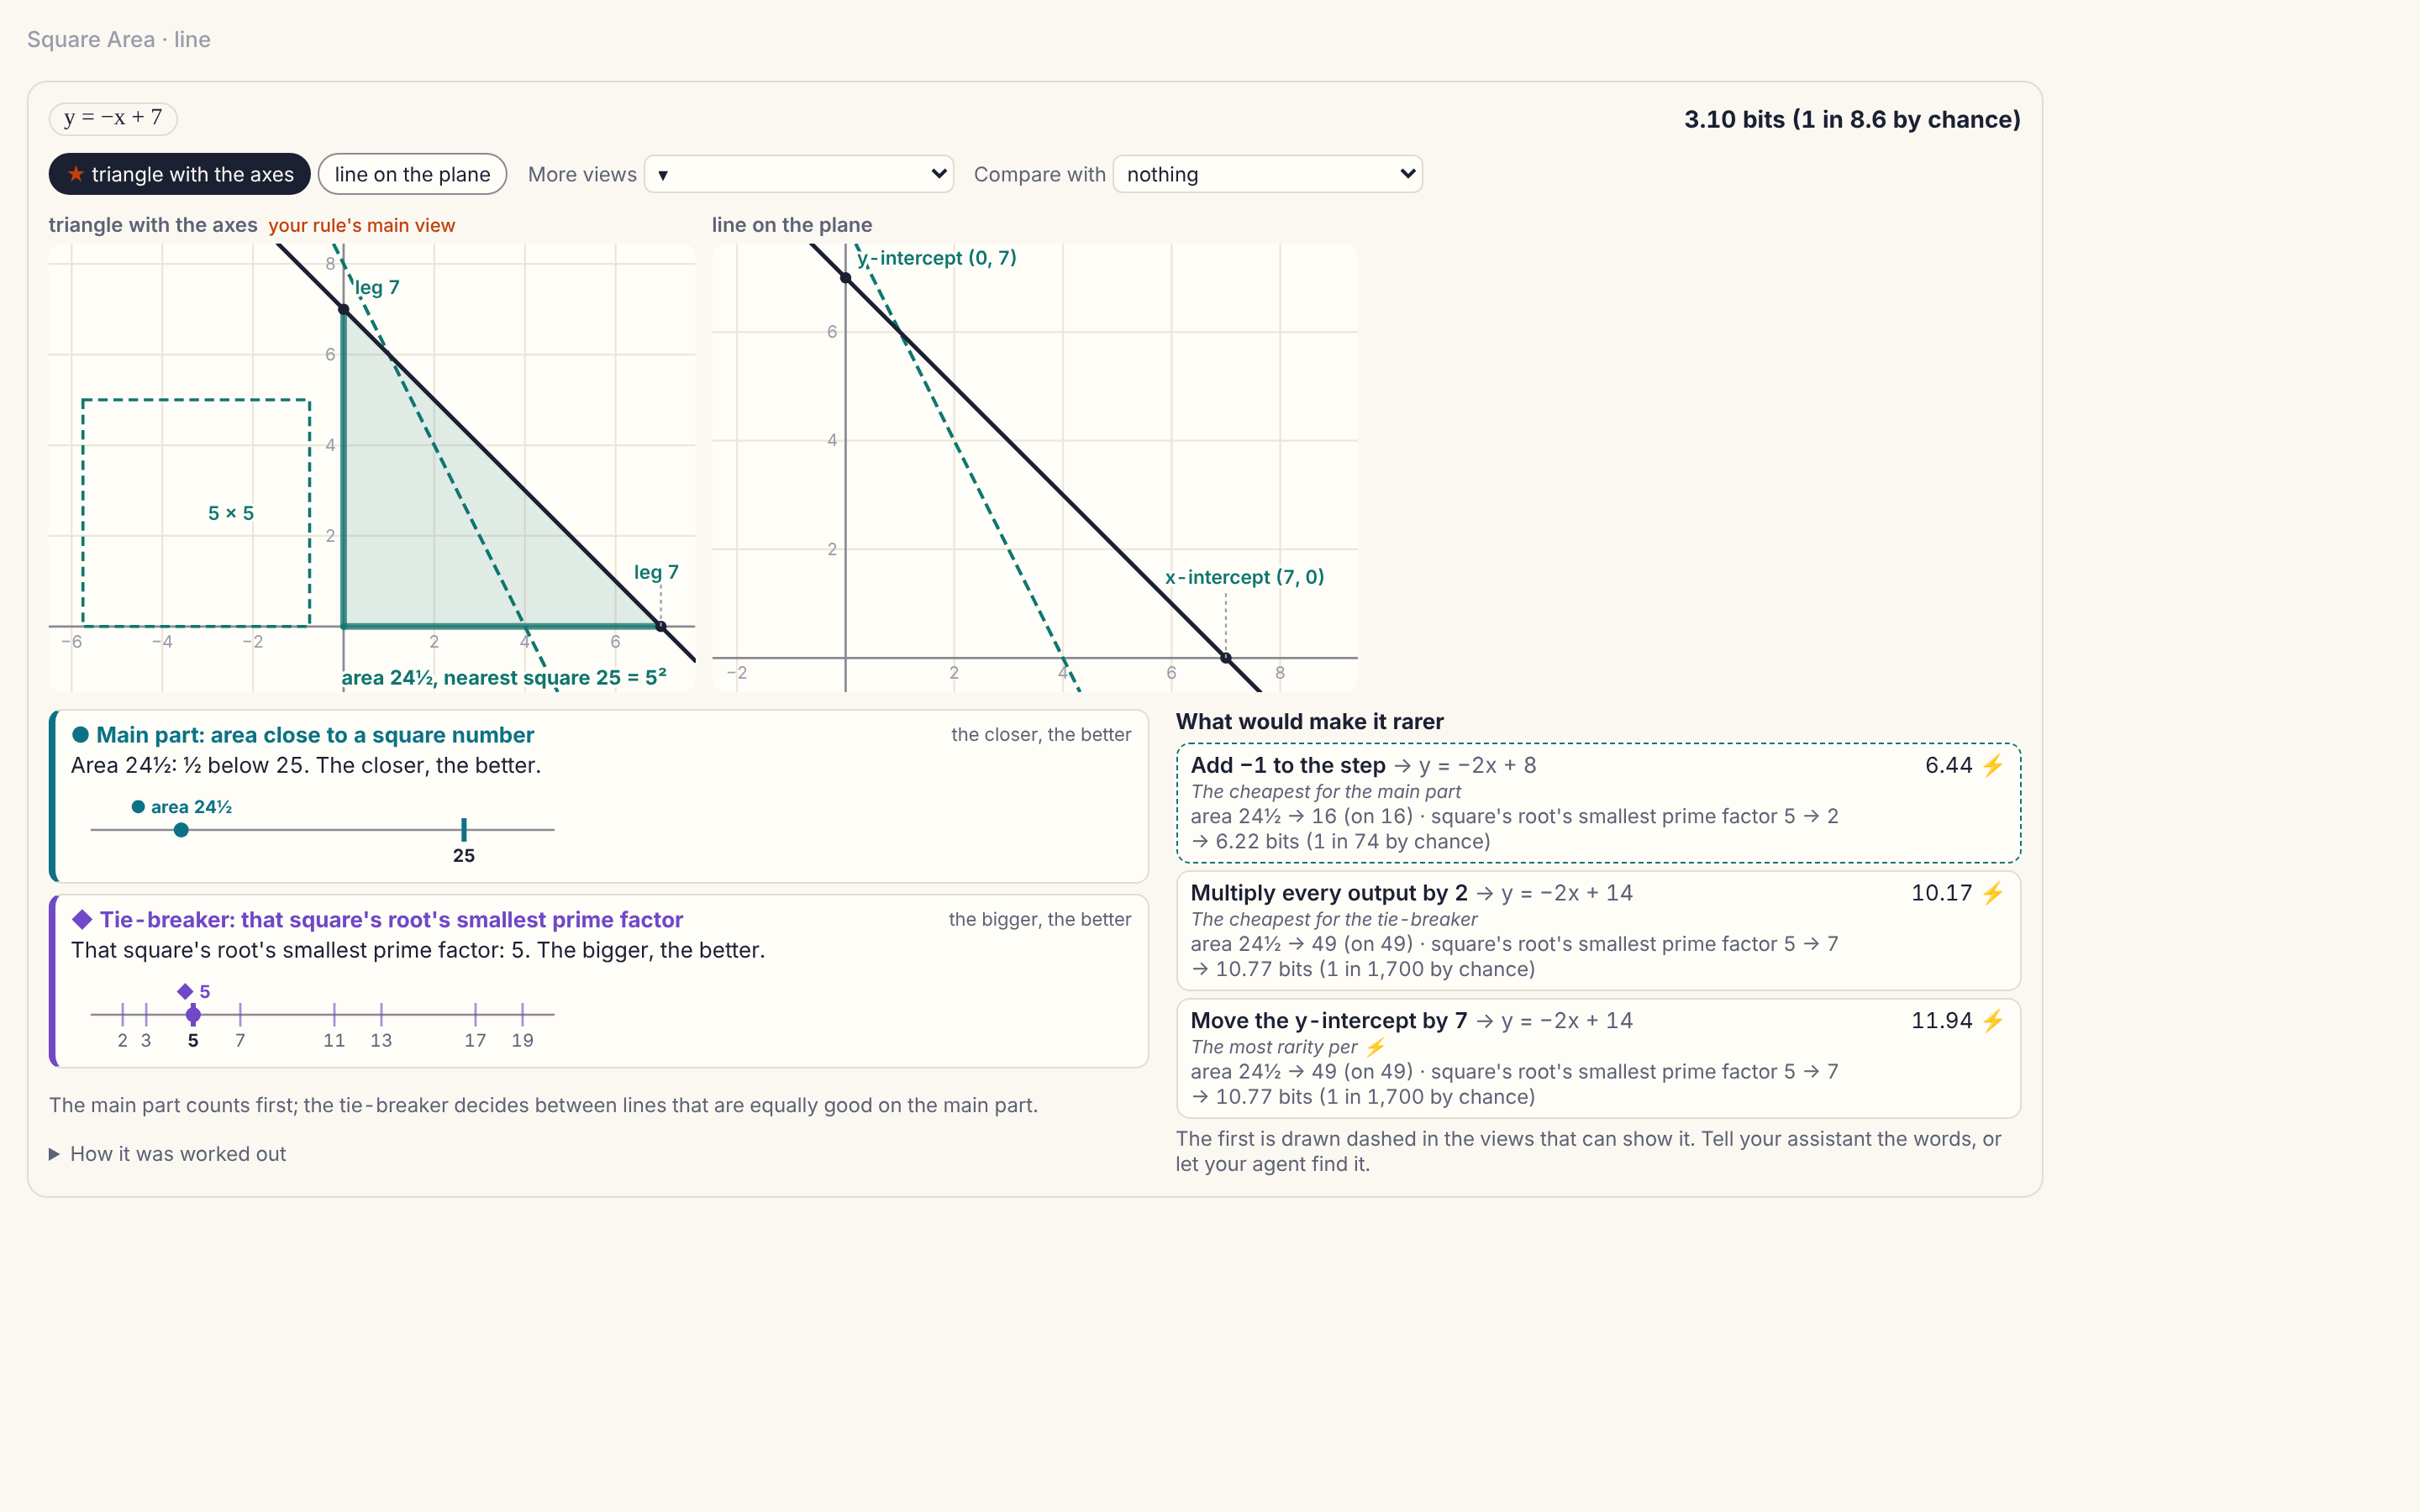 Square Area · line
y = −x + 7
3.10 bits (1 in 8.6 by chance)
★ triangle with the axes
line on the plane
More views
▾
Compare with
nothing
triangle with the axes your rule's main view
8
leg 7
6
4
5 × 5
2
leg 7
−6 −4 −2 2 4 6
area 24½, nearest square 25 = 5²
line on the plane
y-intercept (0, 7)
6
4
2
x-intercept (7, 0)
−2 2 4 6 8
● Main part: area close to a square number
the closer, the better
Area 24½: ½ below 25. The closer, the better.
● area 24½
25
◆ Tie-breaker: that square's root's smallest prime factor
the bigger, the better
That square's root's smallest prime factor: 5. The bigger, the better.
◆ 5
2 3 5 7 11 13 17 19
The main part counts first; the tie-breaker decides between lines that are equally good on the main part.
▶ How it was worked out
What would make it rarer
Add −1 to the step → y = −2x + 8
6.44 ⚡
The cheapest for the main part
area 24½ → 16 (on 16) · square's root's smallest prime factor 5 → 2
→ 6.22 bits (1 in 74 by chance)
Multiply every output by 2 → y = −2x + 14
10.17 ⚡
The cheapest for the tie-breaker
area 24½ → 49 (on 49) · square's root's smallest prime factor 5 → 7
→ 10.77 bits (1 in 1,700 by chance)
Move the y-intercept by 7 → y = −2x + 14
11.94 ⚡
The most rarity per ⚡
area 24½ → 49 (on 49) · square's root's smallest prime factor 5 → 7
→ 10.77 bits (1 in 1,700 by chance)
The first is drawn dashed in the views that can show it. Tell your assistant the words, or
let your agent find it.